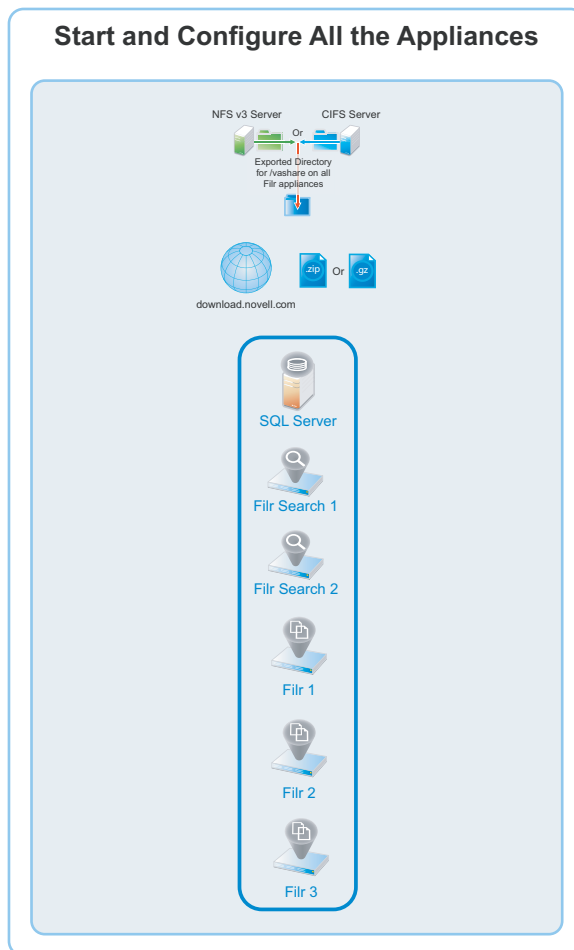 Start and Configure All the Appliances
NFS v3 Server
CIFS Server
Or
Exported Directory
for /vashare on all
Filr appliances
download.novell.com
.zip
Or
.gz
SQL Server
Filr Search 1
Filr Search 2
Filr 1
Filr 2
Filr 3